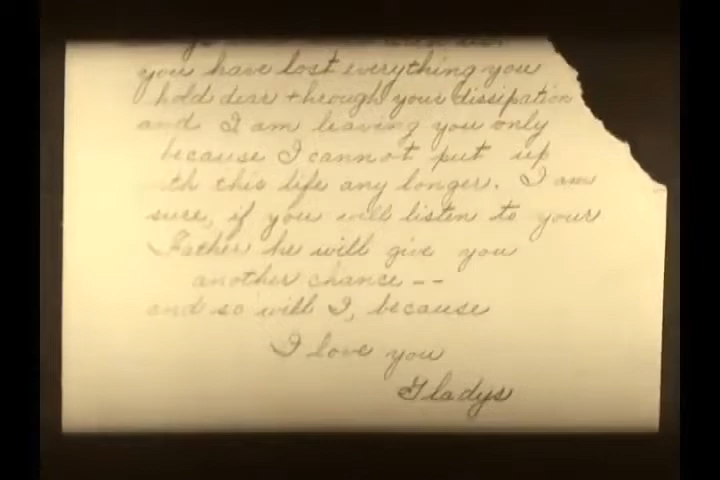 you have lost everything you
hold dear through your dissipation
and I am leaving you only
because I cannot put up
th this life any longer. I am
sure, if you will listen to your
Father he will give you
another chance --
and so will I, because
I love you
Gladys